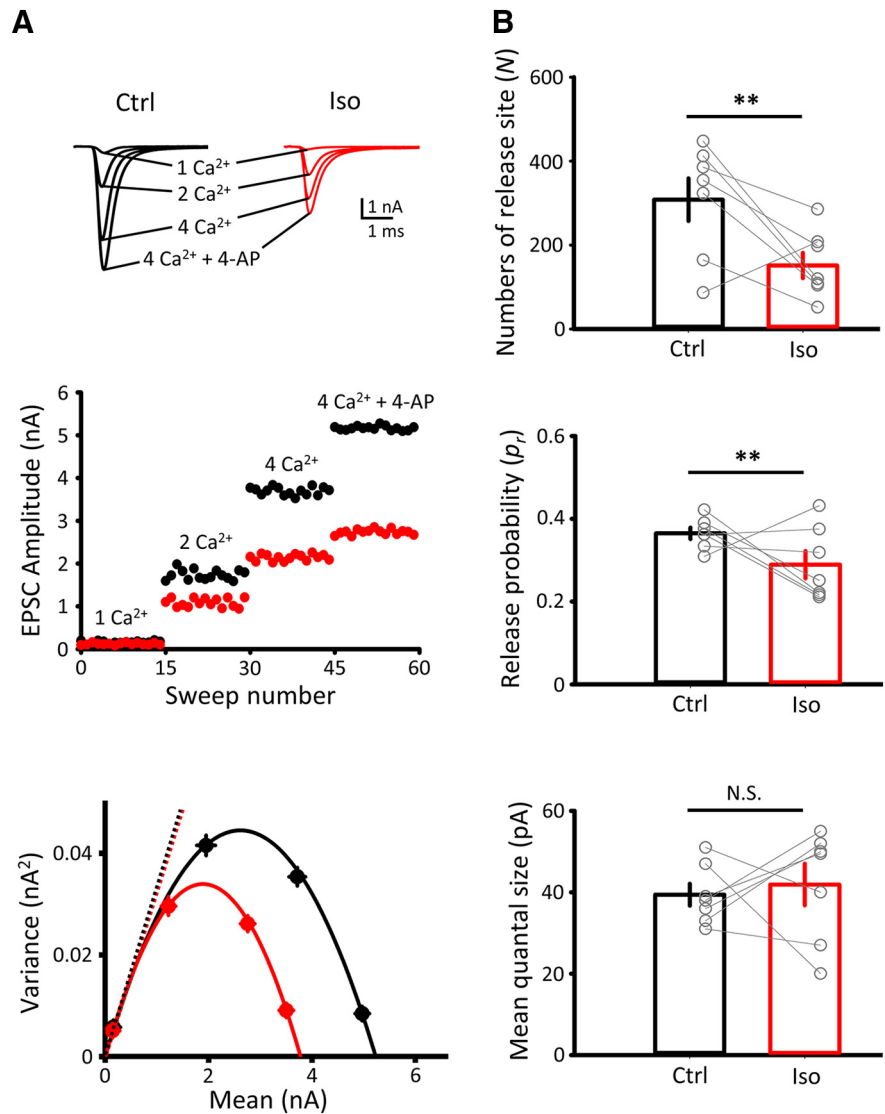 A
Ctrl
Iso
1 Ca²⁺
2 Ca²⁺
4 Ca²⁺
4 Ca²⁺ + 4-AP
1 nA
1 ms
EPSC Amplitude (nA)
6
5
4
3
2
1
0
1 Ca²⁺
2 Ca²⁺
4 Ca²⁺
4 Ca²⁺ + 4-AP
0 15 30 45 60
Sweep number
Variance (nA²)
0.04
0.02
0
0 2 4 6
Mean (nA)
B
Numbers of release site (N)
600
400
200
0
**
Ctrl Iso
Release probability (pᵣ)
0.6
0.4
0.2
0
**
Ctrl Iso
Mean quantal size (pA)
60
40
20
0
N.S.
Ctrl Iso